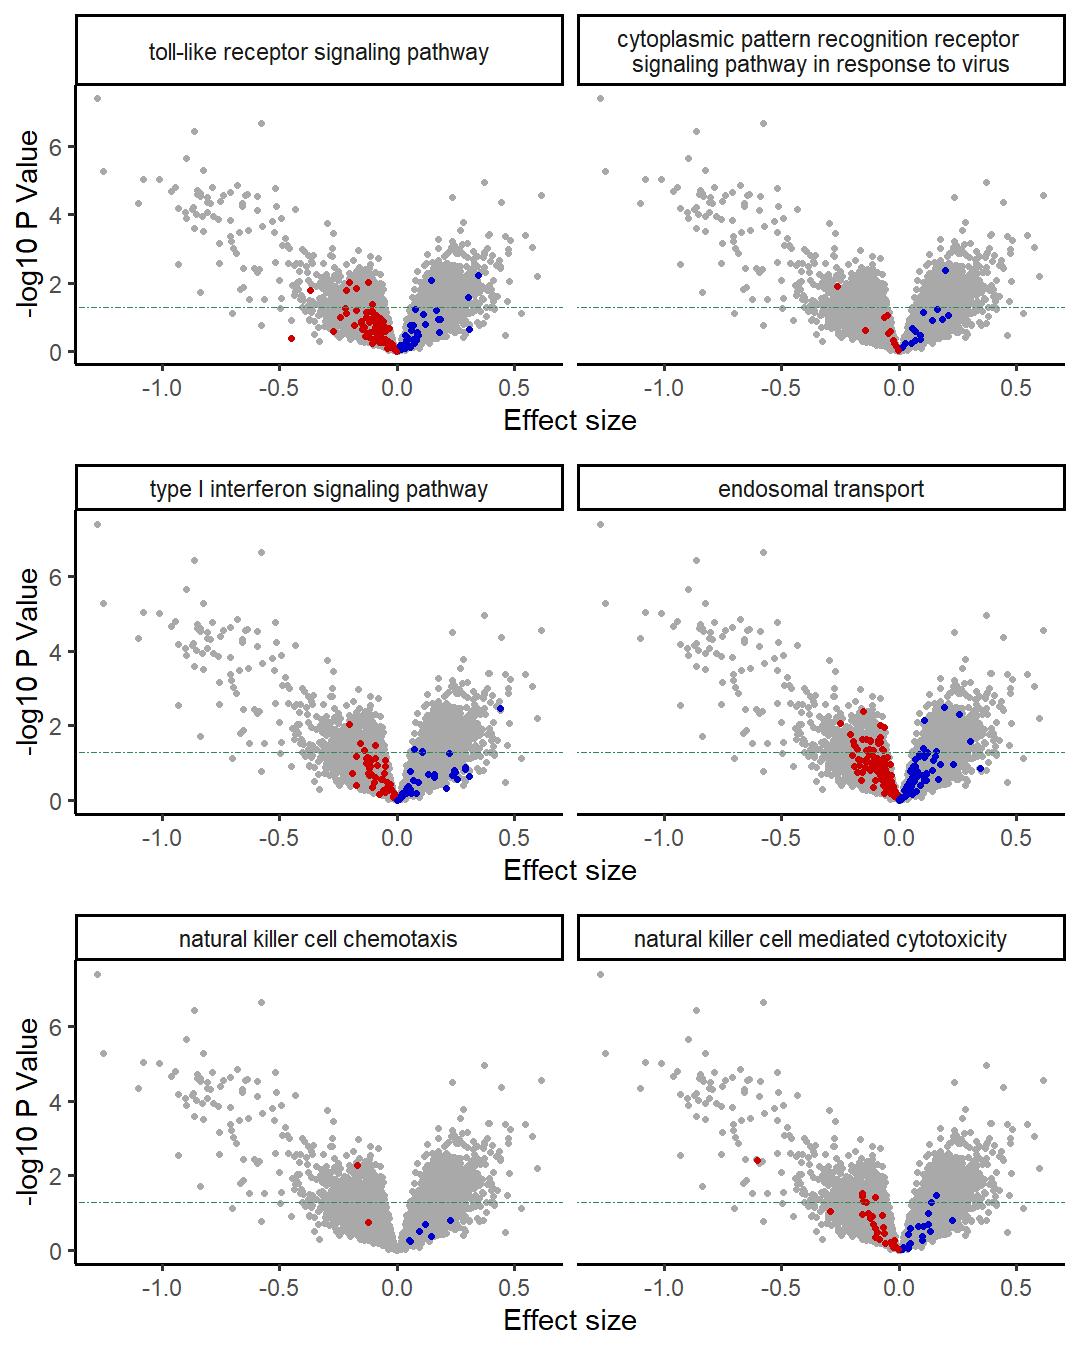 toll-like receptor signaling pathway
cytoplasmic pattern recognition receptor
signaling pathway in response to virus
-log10 P Value
6
4
2
0
-1.0 -0.5 0.0 0.5
-1.0 -0.5 0.0 0.5
Effect size
type I interferon signaling pathway
endosomal transport
-log10 P Value
6
4
2
0
-1.0 -0.5 0.0 0.5
-1.0 -0.5 0.0 0.5
Effect size
natural killer cell chemotaxis
natural killer cell mediated cytotoxicity
-log10 P Value
6
4
2
0
-1.0 -0.5 0.0 0.5
-1.0 -0.5 0.0 0.5
Effect size